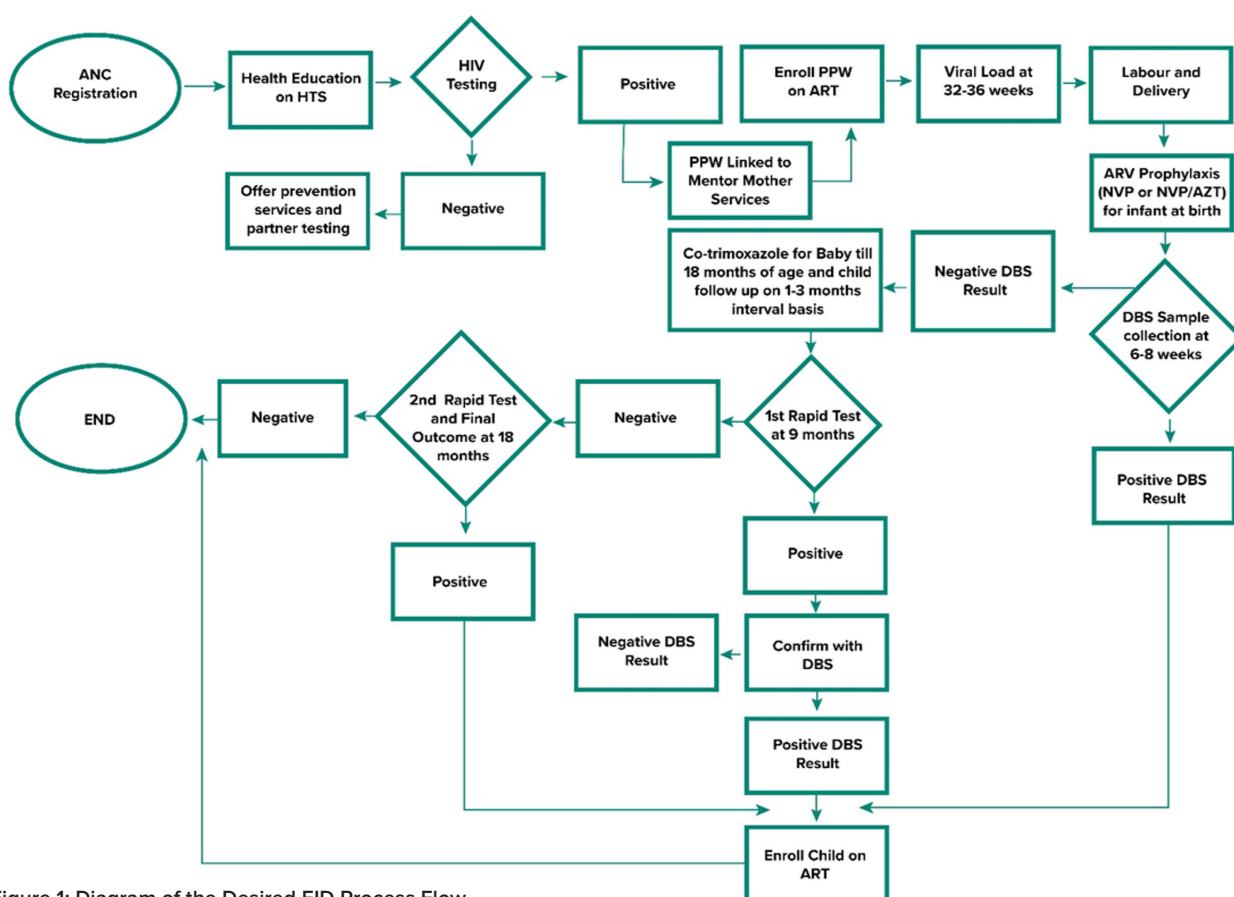 ANC
Registration
Health Education
on HTS
HIV
Testing
Positive
Enroll PPW
on ART
Viral Load at
32-36 weeks
Labour and
Delivery
PPW Linked to
Mentor Mother
Services
ARV Prophylaxis
(NVP or NVP/AZT)
for infant at birth
Offer prevention
services and
partner testing
Negative
Co-trimoxazole for Baby till
18 months of age and child
follow up on 1-3 months
interval basis
Negative DBS
Result
DBS Sample
collection at
6-8 weeks
END
Negative
2nd Rapid Test
and Final
Outcome at 18
months
Negative
1st Rapid Test
at 9 months
Positive DBS
Result
Positive
Positive
Negative DBS
Result
Confirm with
DBS
Positive DBS
Result
Enroll Child on
ART
Figure 1: Diagram of the Desired EID Process Flow